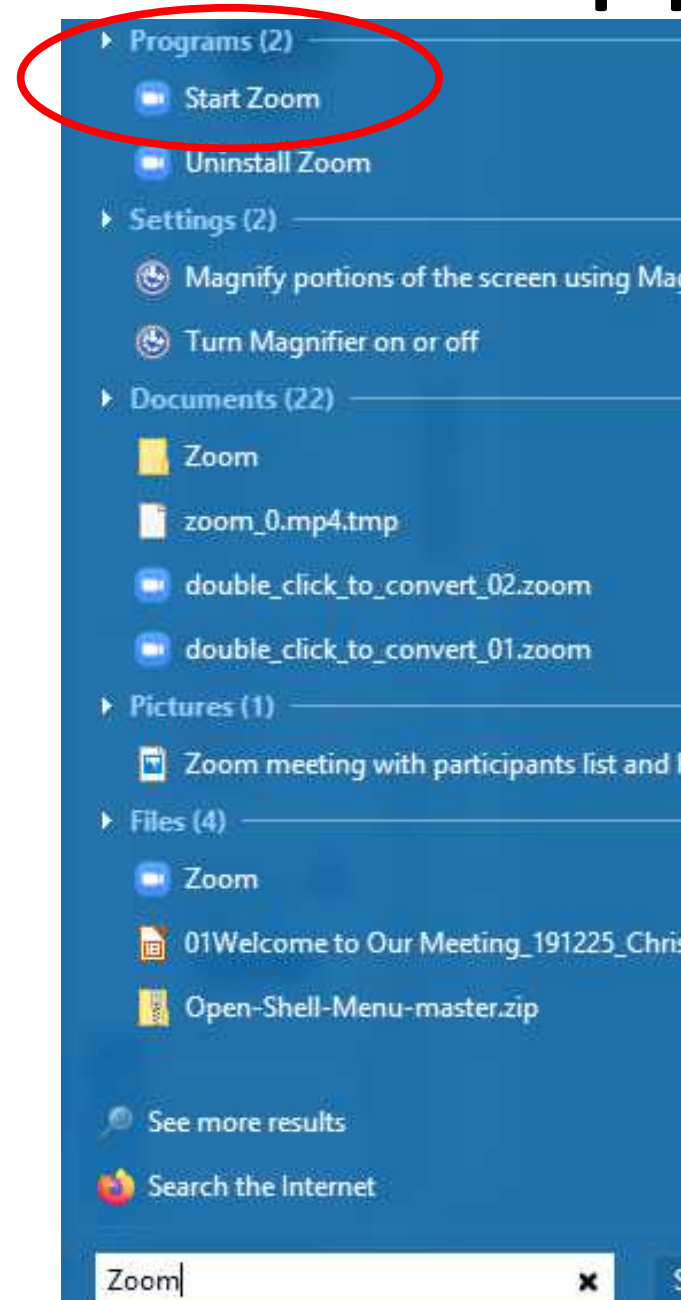 Programs (2)
Start Zoom
Uninstall Zoom
Settings (2)
Magnify portions of the screen using
Turn Magnifier on or off
Documents (22)
Zoom
zoom_0.mp4.tmp
double_click_to_convert_02.zoom
double_click_to_convert_01.zoom
Pictures (1)
Zoom meeting with participants list and
Files (4)
Zoom
01Welcome to Our Meeting_191225_Chris
Open-Shell-Menu-master.zip
See more results
Search the Internet
Zoom